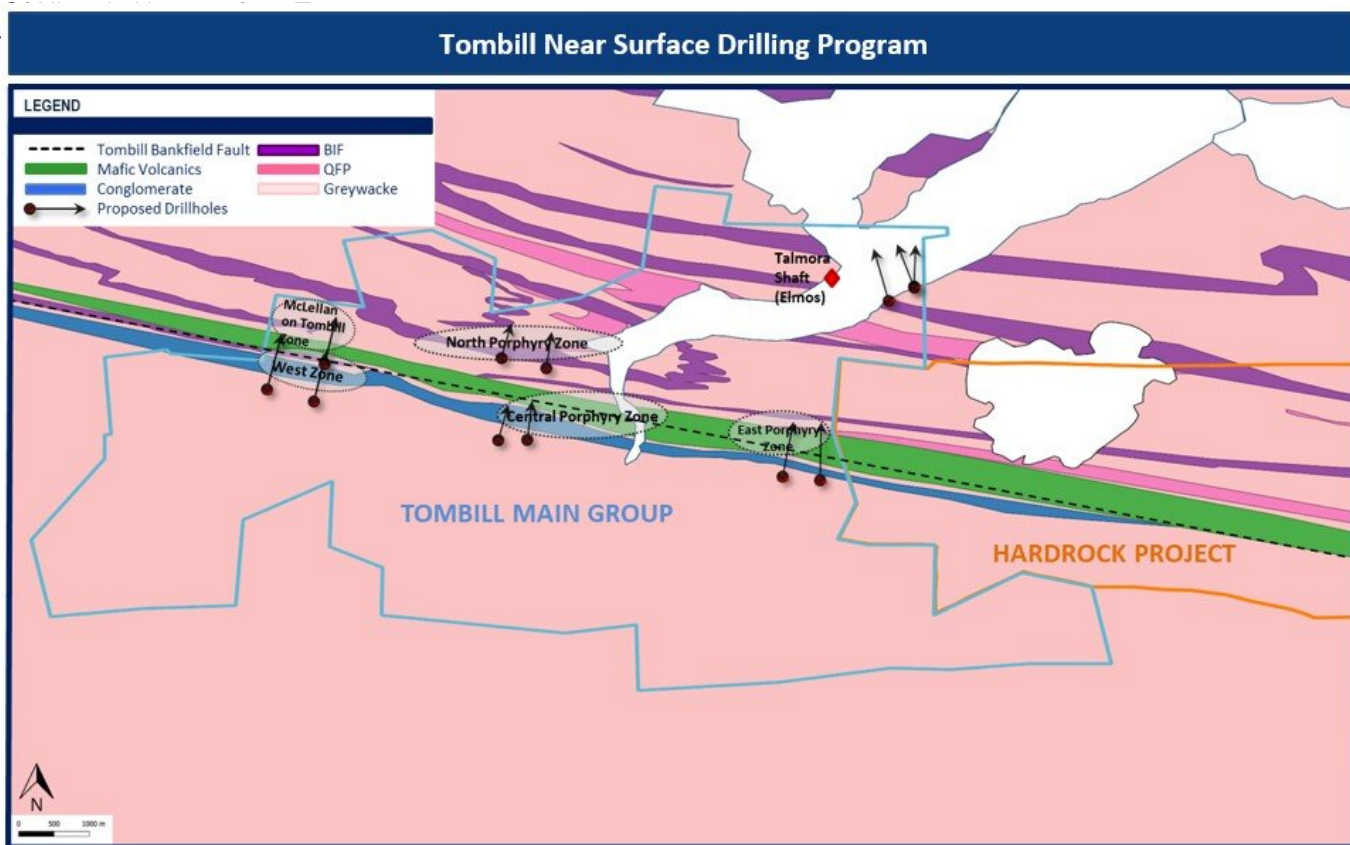 Tombill Near Surface Drilling Program
LEGEND
Tombill Bankfield Fault
BIF
Mafic Volcanics
QFP
Conglomerate
Greywacke
Proposed Drillholes
Talmora
Shaft
(Elmos)
McLellan
on Tombill
Zone
West Zone
North Porphyry Zone
Central Porphyry Zone
East Porphyry
Zone
TOMBILL MAIN GROUP
HARDROCK PROJECT
N
0 500 1000 m